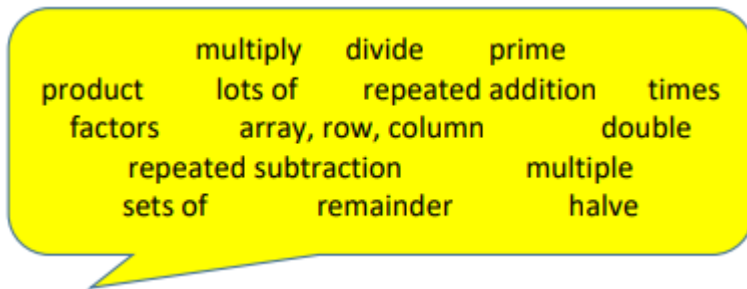 multiply divide prime
product lots of repeated addition times
factors array, row, column double
repeated subtraction multiple
sets of remainder halve